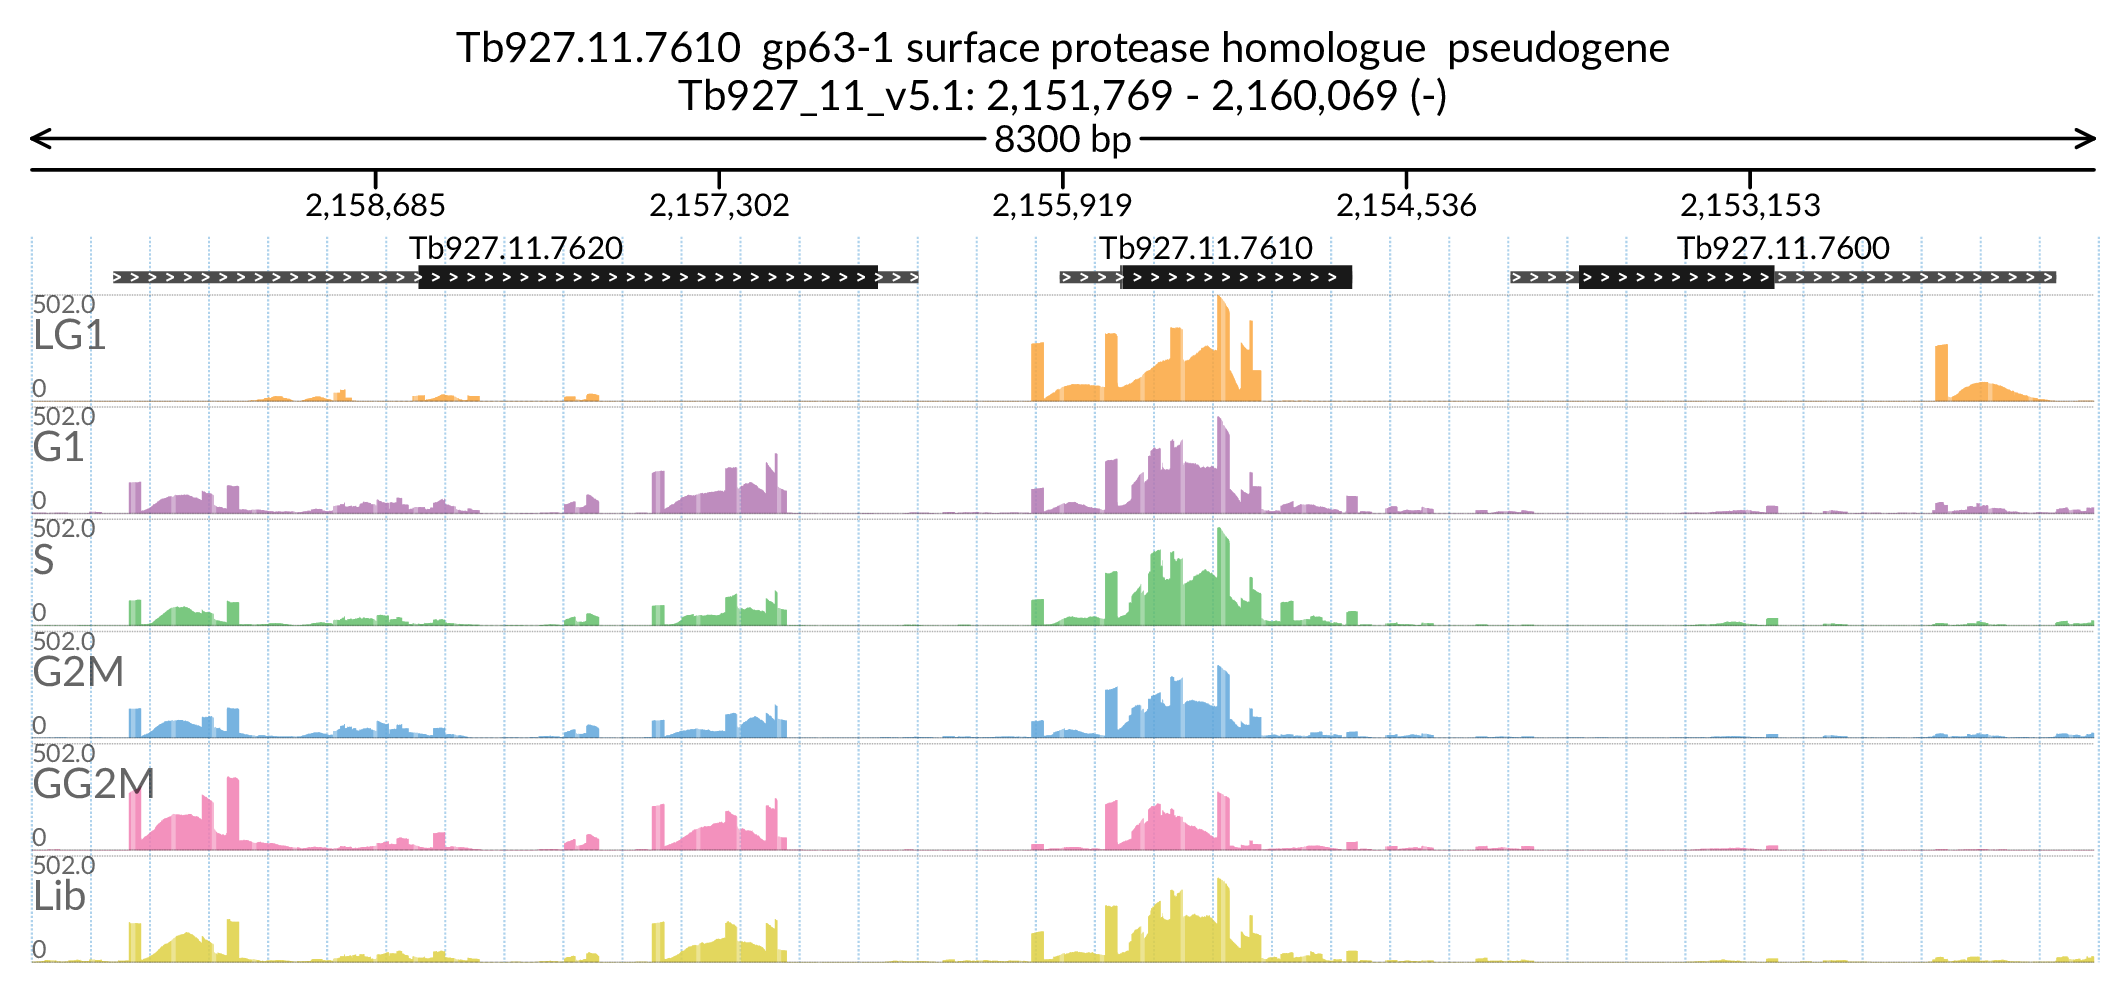 Tb927.11.7610  gp63-1 surface protease homologue  pseudogene
Tb927_11_v5.1: 2,151,769 - 2,160,069 (-)
8300 bp
2,158,685 2,157,302 2,155,919 2,154,536 2,153,153
Tb927.11.7620 Tb927.11.7610 Tb927.11.7600
502.0
LG1
0
502.0
G1
0
502.0
S
0
502.0
G2M
0
502.0
GG2M
0
502.0
Lib
0